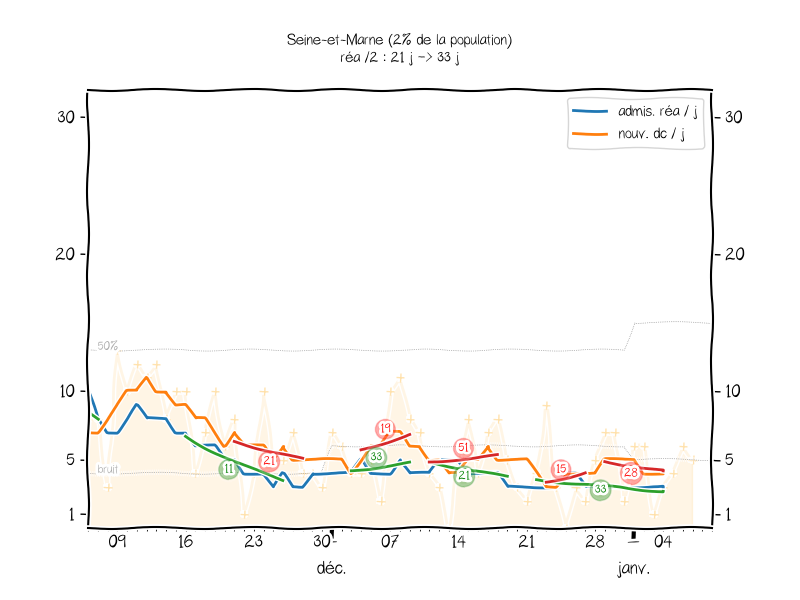 Seine-et-Marne (2% de la population)
réa /2 : 21 j -> 33 j
admis. réa / j
nouv. dc / j
30 30
20 20
50%
10 10
19
51
5 5
33
11 21 21 15 28
bruit
33
1 1
09 16 23 30 07 14 21 28 04
déc. janv.